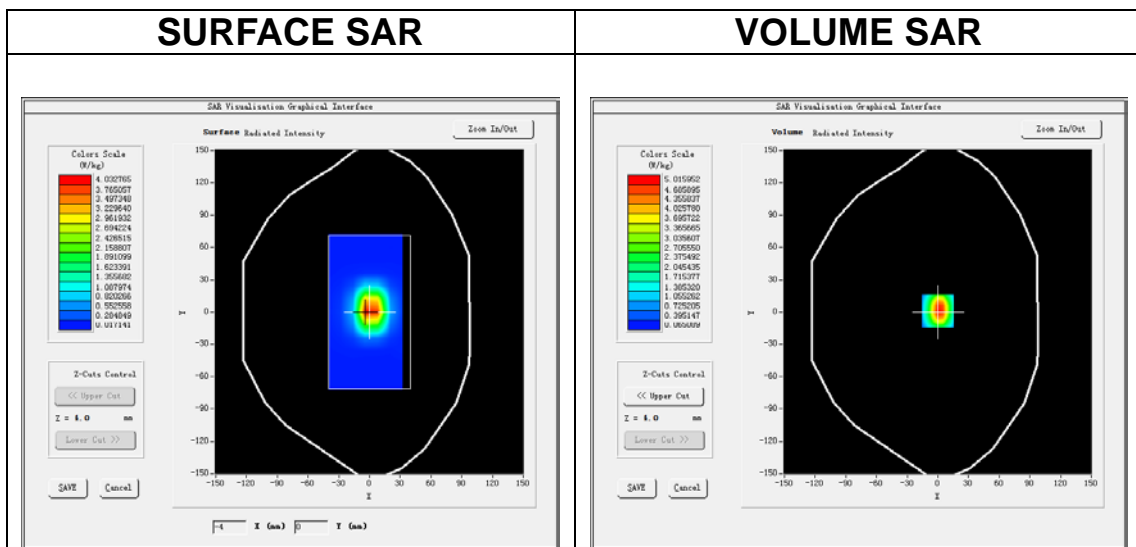 SURFACE SAR
VOLUME SAR
SAR Visualisation Graphical Interface
Surface Radiated Intensity
Zoom In/Out
Colors Scale
(W/kg)
4.032765
3.765057
3.497348
3.229640
2.961932
2.694224
2.426515
2.158807
1.891099
1.623391
1.355682
1.087974
0.820266
0.552558
0.284849
0.017141
150
120
90
60
30
0
-30
-60
-90
-120
-150
Y
-150 -120 -90 -60 -30 0 30 60 90 120 150
X
Z-Cuts Control
<< Upper Cut
Z = 4.0 mm
Lower Cut >>
SAVE
Cancel
-4 X (mm) 0 Y (mm)
SAR Visualisation Graphical Interface
Volume Radiated Intensity
Zoom In/Out
Colors Scale
(W/kg)
5.015952
4.685895
4.355837
4.025780
3.695722
3.365665
3.035607
2.705550
2.375492
2.045435
1.715377
1.385320
1.055262
0.725205
0.395147
0.065089
150
120
90
60
30
0
-30
-60
-90
-120
-150
Y
-150 -120 -90 -60 -30 0 30 60 90 120 150
X
Z-Cuts Control
<< Upper Cut
Z = 4.0 mm
Lower Cut >>
SAVE
Cancel